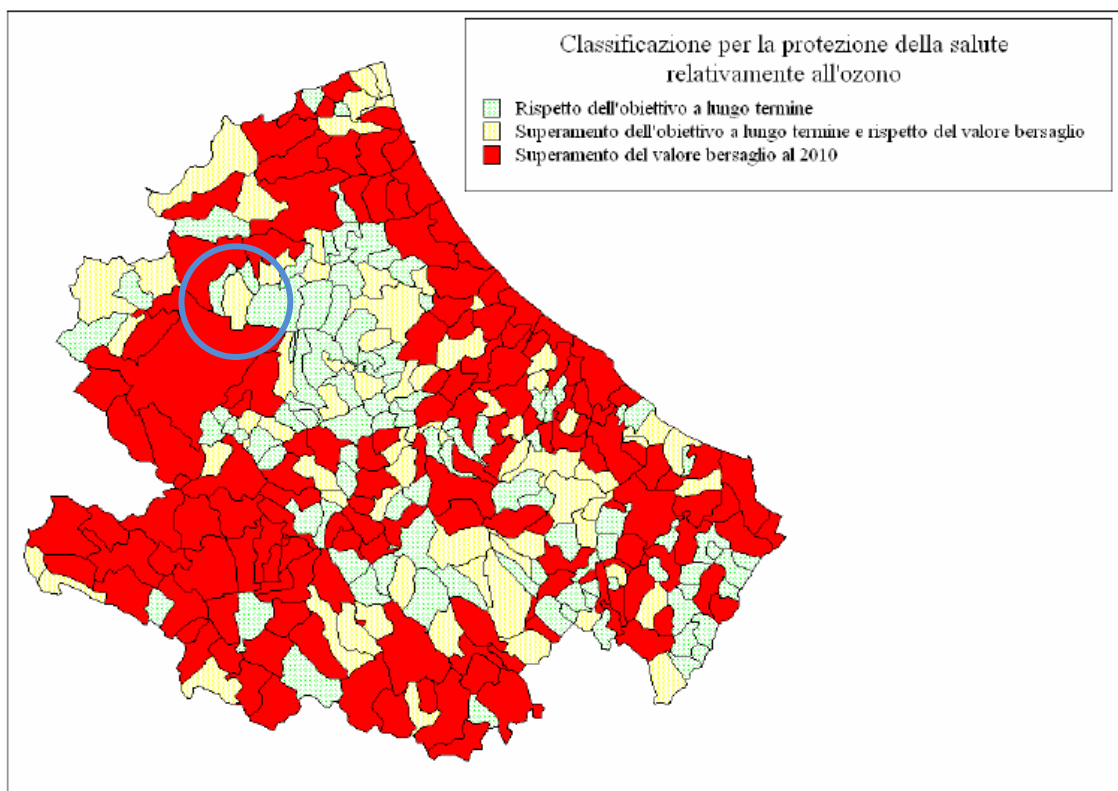 Classificazione per la protezione della salute
relativamente all'ozono
Rispetto dell'obiettivo a lungo termine
Superamento dell'obiettivo a lungo termine e rispetto del valore bersaglio
Superamento del valore bersaglio al 2010